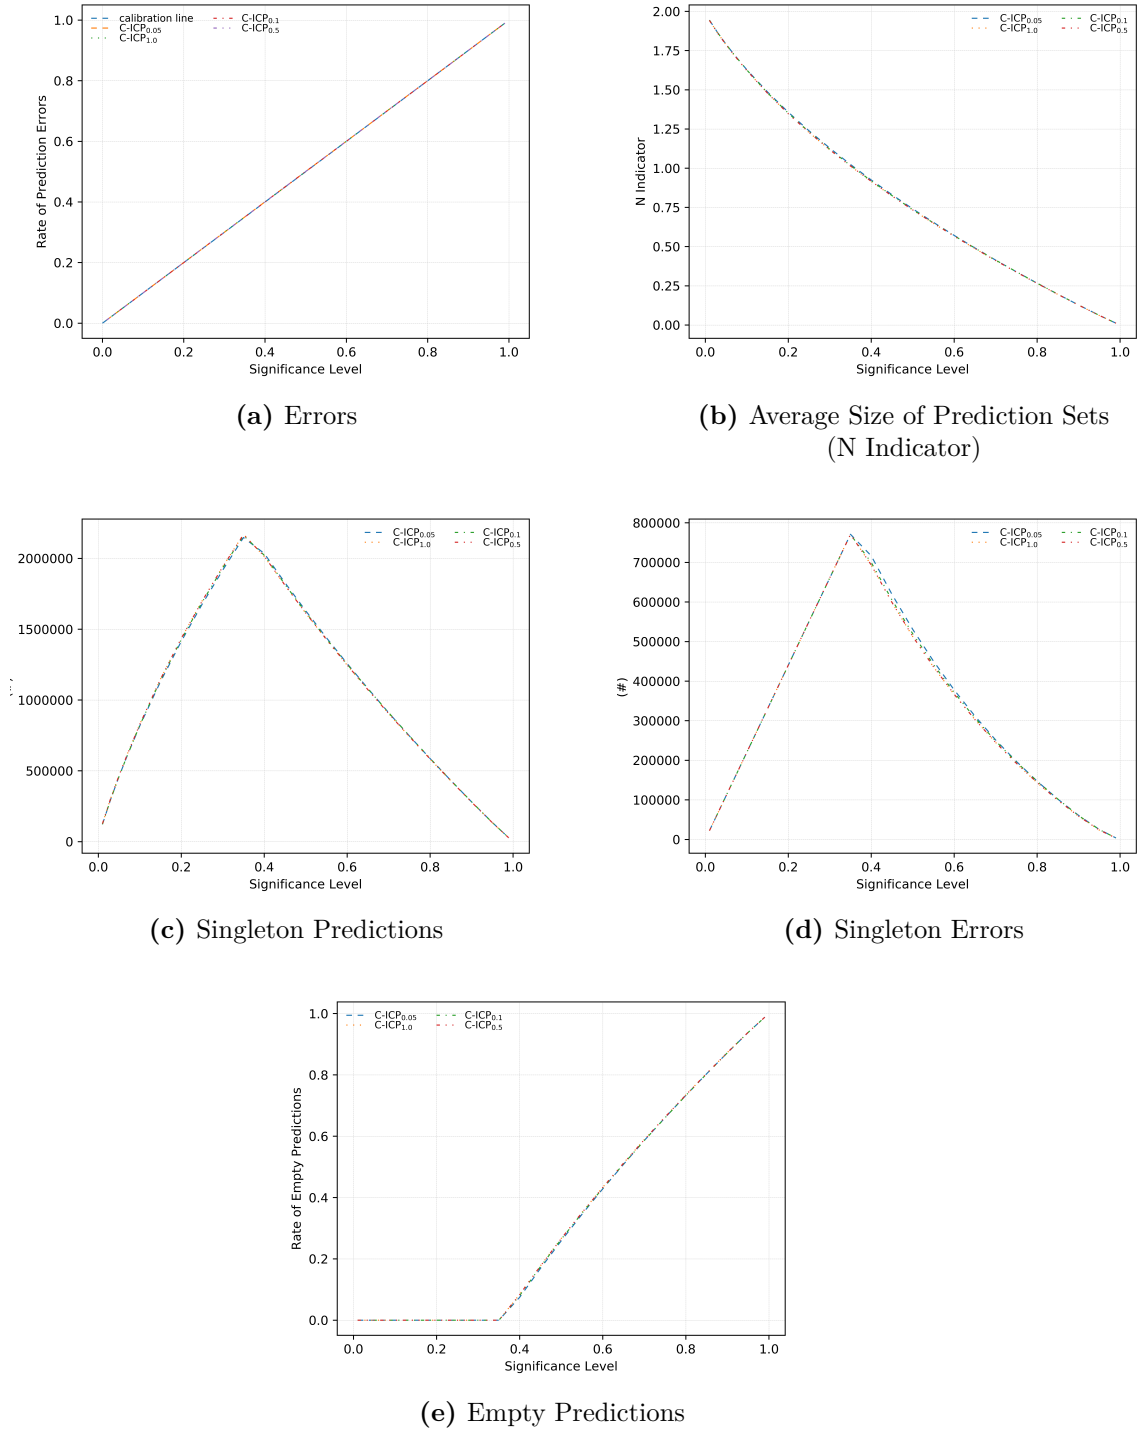 calibration line
C-ICP0.05
C-ICP1.0
C-ICP0.1
C-ICP0.5
1.0
0.8
0.6
0.4
0.2
0.0
Rate of Prediction Errors
0.0 0.2 0.4 0.6 0.8 1.0
Significance Level
(a) Errors
C-ICP0.05 C-ICP0.1
C-ICP1.0 C-ICP0.5
2.00
1.75
1.50
1.25
1.00
0.75
0.50
0.25
0.00
N Indicator
0.0 0.2 0.4 0.6 0.8 1.0
Significance Level
(b) Average Size of Prediction Sets
(N Indicator)
C-ICP0.05 C-ICP0.1
C-ICP1.0 C-ICP0.5
2000000
1500000
1000000
500000
0
0.0 0.2 0.4 0.6 0.8 1.0
Significance Level
(c) Singleton Predictions
C-ICP0.05 C-ICP0.1
C-ICP1.0 C-ICP0.5
800000
700000
600000
500000
400000
300000
200000
100000
0
(#)
0.0 0.2 0.4 0.6 0.8 1.0
Significance Level
(d) Singleton Errors
C-ICP0.05 C-ICP0.1
C-ICP1.0 C-ICP0.5
1.0
0.8
0.6
0.4
0.2
0.0
Rate of Empty Predictions
0.0 0.2 0.4 0.6 0.8 1.0
Significance Level
(e) Empty Predictions